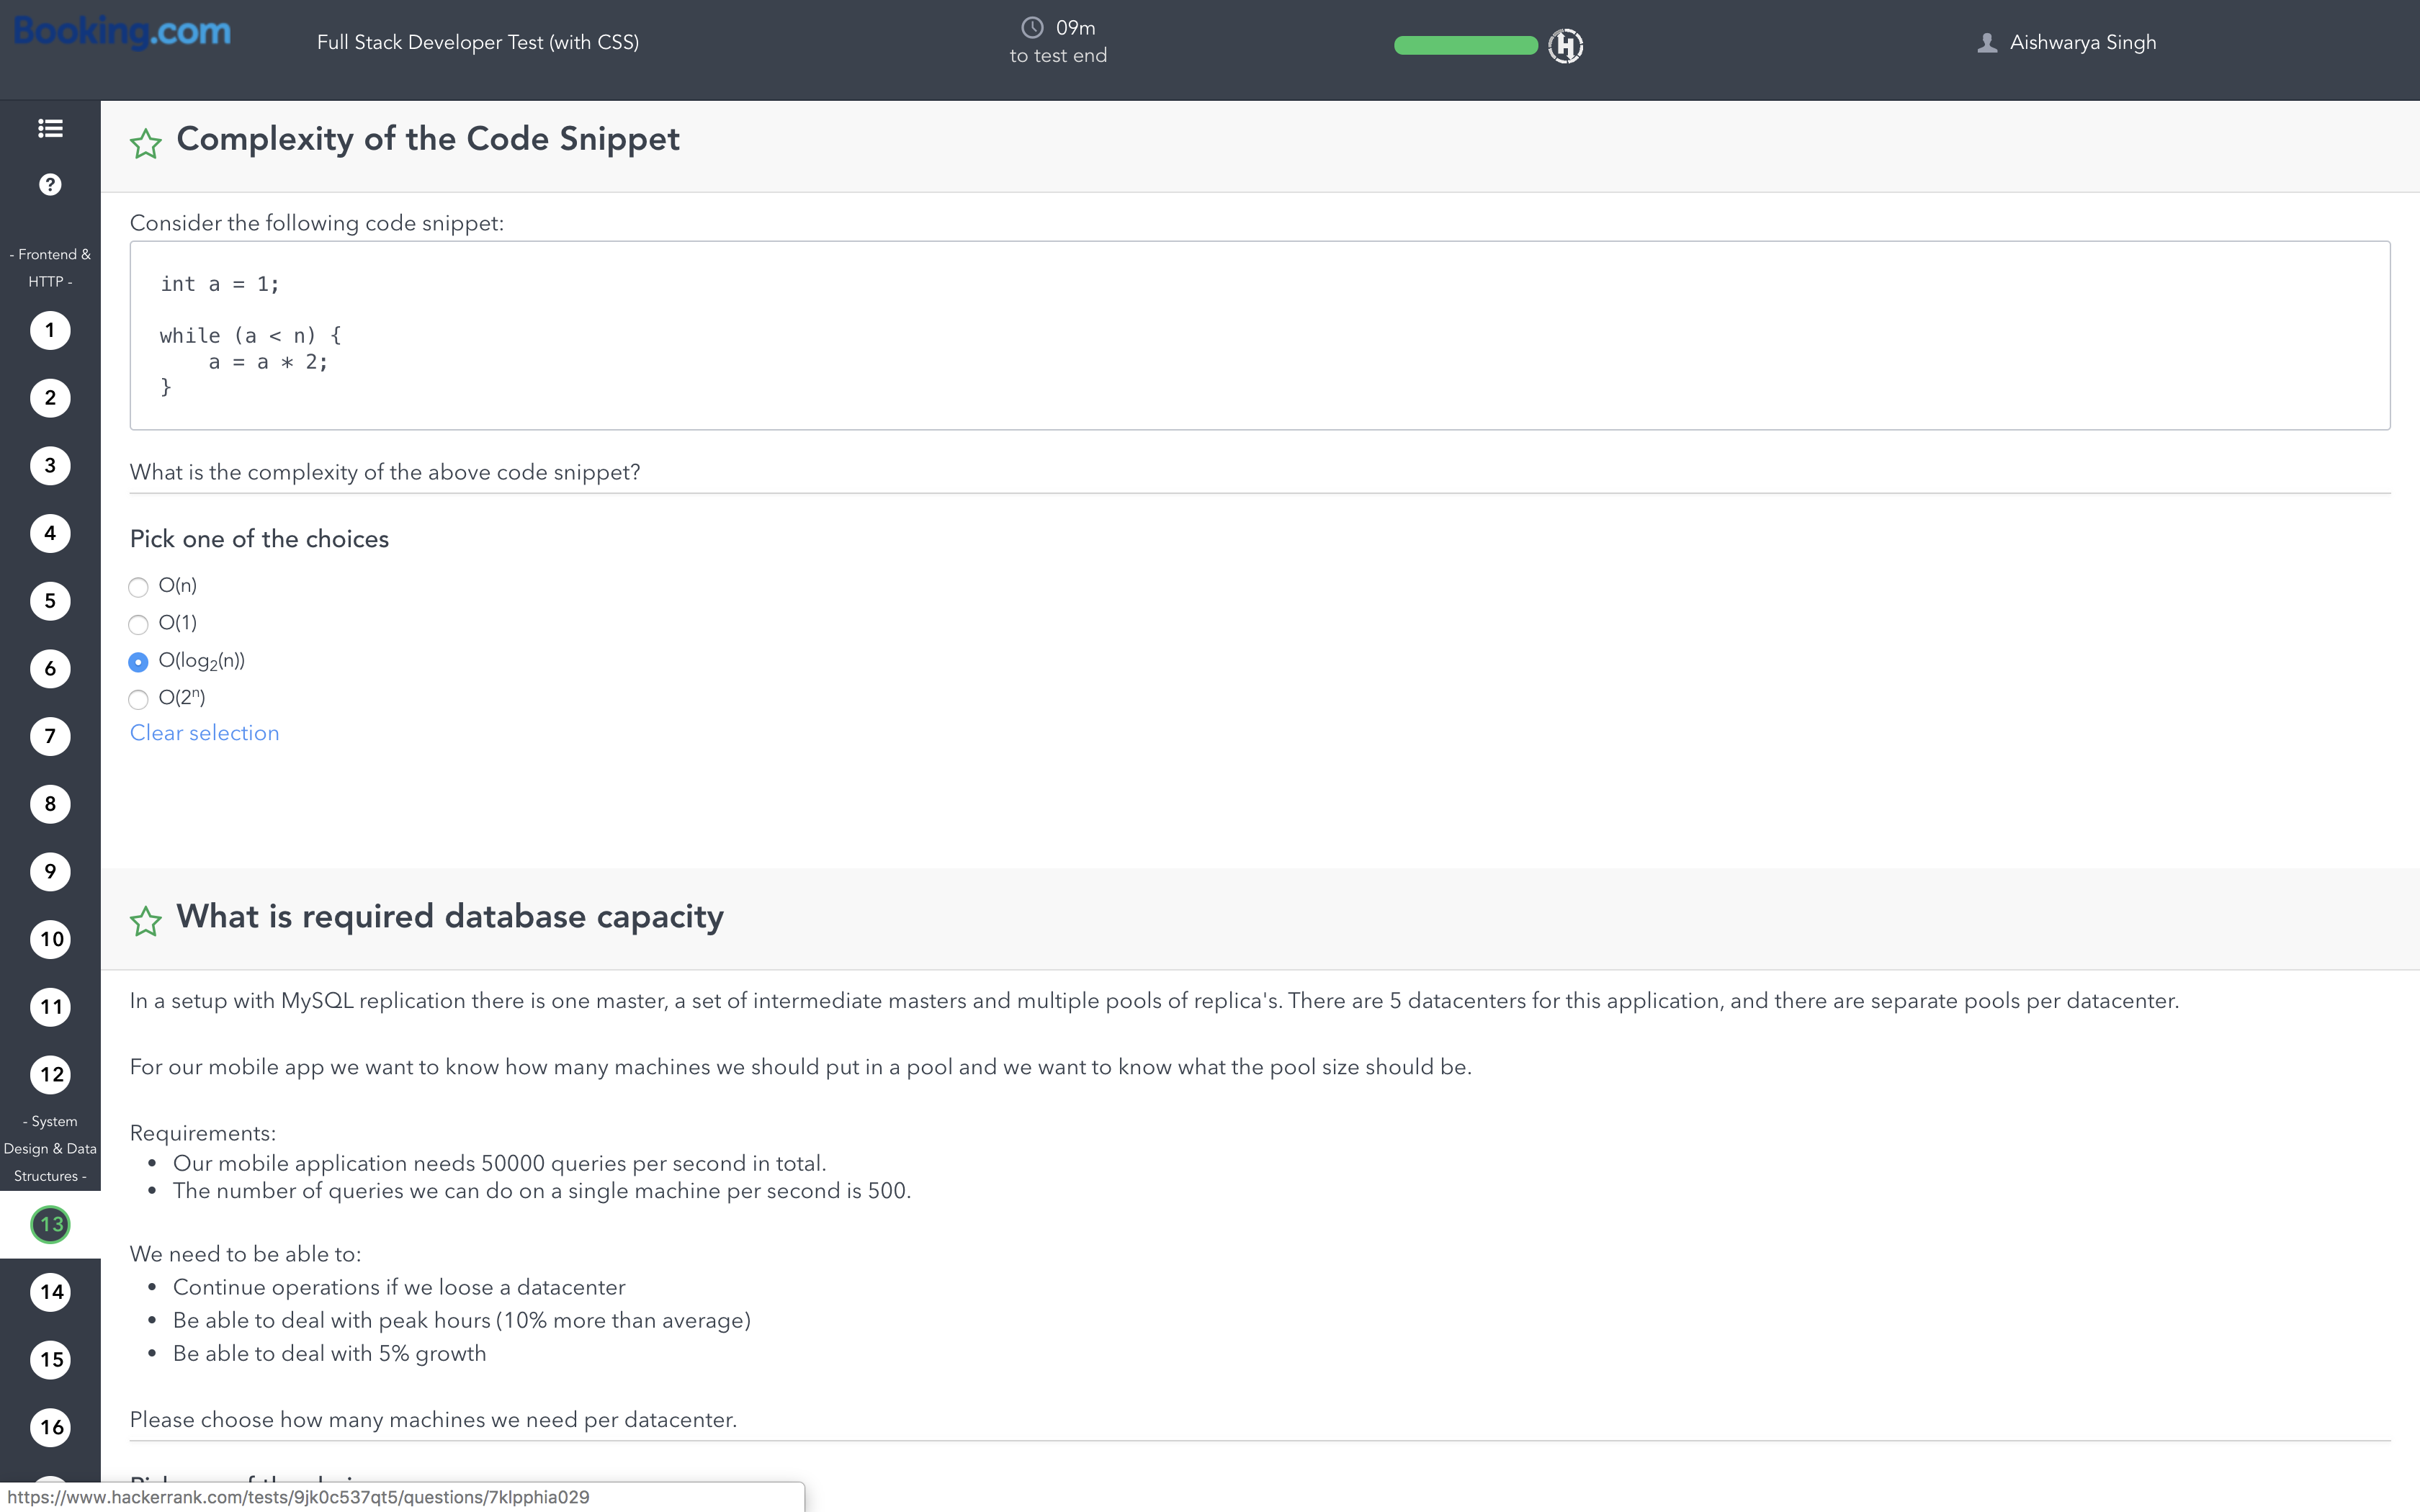 Booking.com
Full Stack Developer Test (with CSS)
09m
to test end
Aishwarya Singh
- Frontend &
HTTP -
1
2
3
4
5
6
7
8
9
10
11
12
- System
Design & Data
Structures -
13
14
15
16
Complexity of the Code Snippet
Consider the following code snippet:
int a = 1;
while (a < n) {
    a = a * 2;
}
What is the complexity of the above code snippet?
Pick one of the choices
O(n)
O(1)
O(log₂(n))
O(2ⁿ)
Clear selection
What is required database capacity
In a setup with MySQL replication there is one master, a set of intermediate masters and multiple pools of replica's. There are 5 datacenters for this application, and there are separate pools per datacenter.
For our mobile app we want to know how many machines we should put in a pool and we want to know what the pool size should be.
Requirements:
• Our mobile application needs 50000 queries per second in total.
• The number of queries we can do on a single machine per second is 500.
We need to be able to:
• Continue operations if we loose a datacenter
• Be able to deal with peak hours (10% more than average)
• Be able to deal with 5% growth
Please choose how many machines we need per datacenter.
https://www.hackerrank.com/tests/9jk0c537qt5/questions/7klpphia029